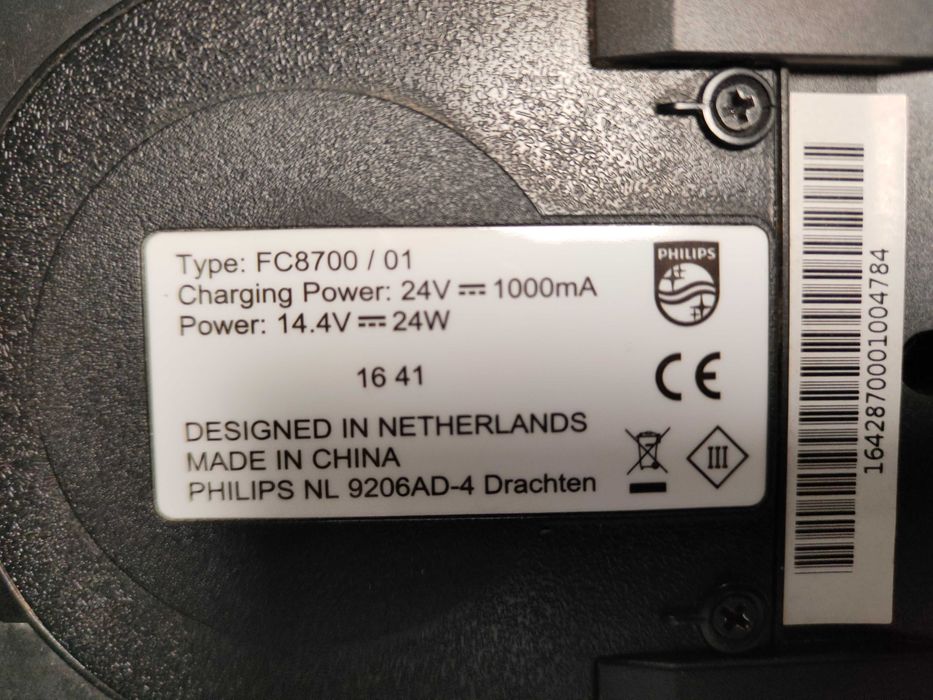 Type: FC8700 / 01
Charging Power: 24V ⎓ 1000mA
Power: 14.4V ⎓ 24W
16 41
DESIGNED IN NETHERLANDS
MADE IN CHINA
PHILIPS NL 9206AD-4 Drachten
PHILIPS
CE
III
1642870001004784